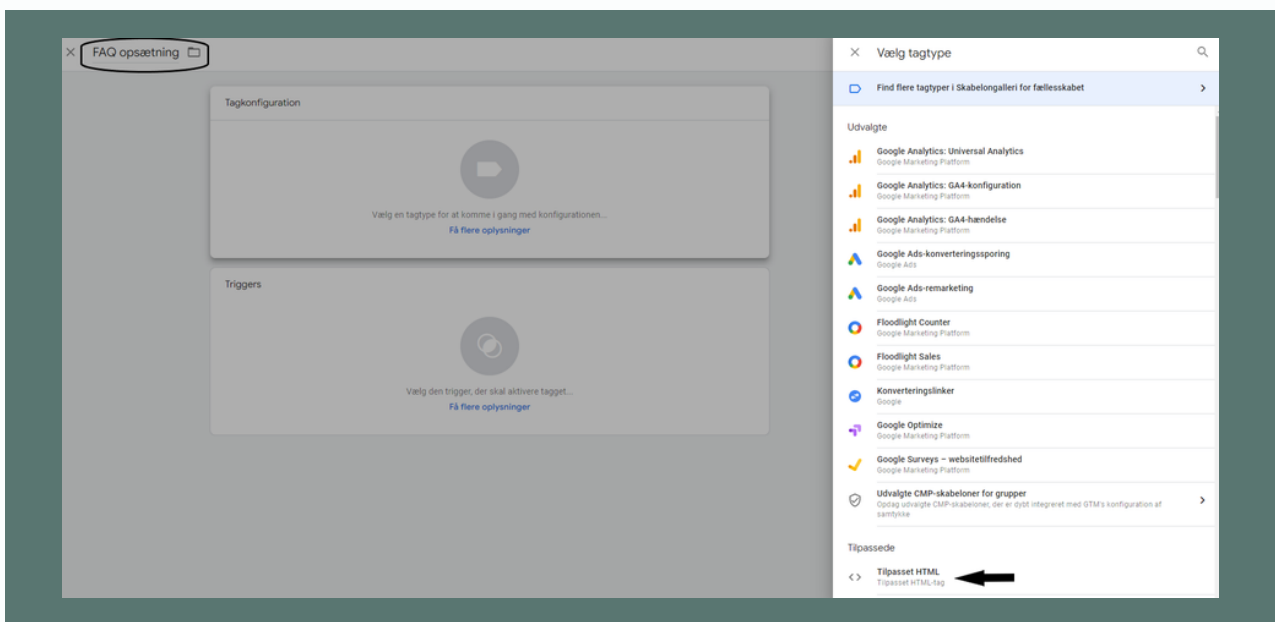 FAQ opsætning
Tagkonfiguration
Vælg en tagtype for at komme i gang med konfigurationen...
Få flere oplysninger
Triggers
Vælg den trigger, der skal aktivere tagget...
Få flere oplysninger
Vælg tagtype
Find flere tagtyper i Skabelongalleri for fællesskabet
Udvalgte
Google Analytics: Universal Analytics
Google Marketing Platform
Google Analytics: GA4-konfiguration
Google Marketing Platform
Google Analytics: GA4-hændelse
Google Marketing Platform
Google Ads-konverteringssporing
Google Ads
Google Ads-remarketing
Google Ads
Floodlight Counter
Google Marketing Platform
Floodlight Sales
Google Marketing Platform
Konverteringslinker
Google
Google Optimize
Google Marketing Platform
Google Surveys – websitetilfredshed
Google Marketing Platform
Udvalgte CMP-skabeloner for grupper
Opdag udvalgte CMP-skabeloner, der er dybt integreret med GTM's konfiguration af
samtykke
Tilpassede
Tilpasset HTML
Tilpasset HTML-tag